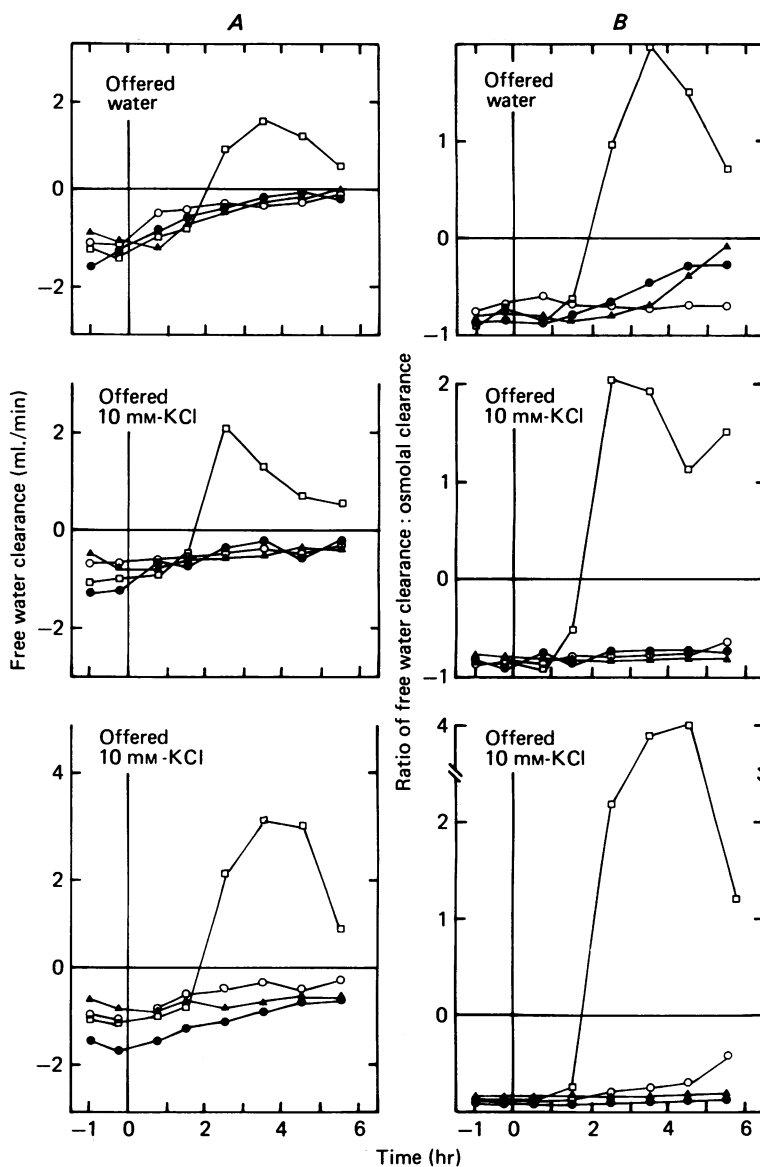 A
B
Offered
water
2
0
−2
Offered
water
1
0
−1
Offered
10 mM-KCl
2
0
−2
Offered
10 mM-KCl
2
1
0
−1
Offered
10 mM-KCl
4
2
0
−2
Offered
10 mM-KCl
4
2
1
0
Free water clearance (ml./min)
Ratio of free water clearance : osmolal clearance
−1 0 2 4 6
−1 0 2 4 6
Time (hr)